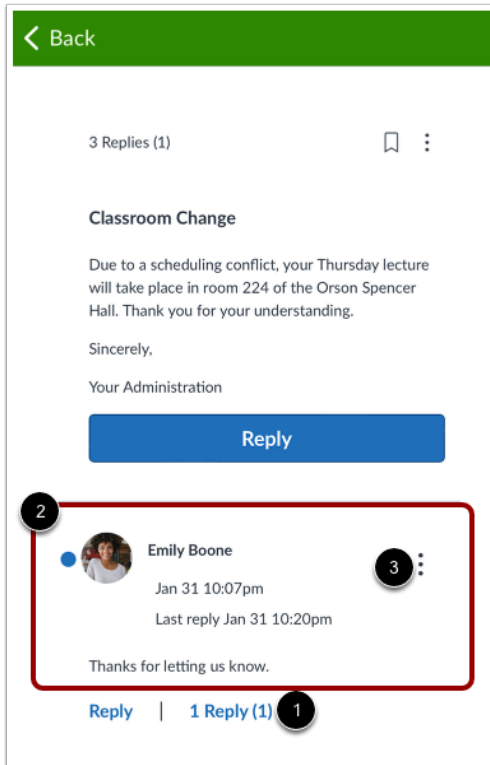 Back
3 Replies (1)
Classroom Change
Due to a scheduling conflict, your Thursday lecture
will take place in room 224 of the Orson Spencer
Hall. Thank you for your understanding.
Sincerely,
Your Administration
Reply
2
Emily Boone
3
Jan 31 10:07pm
Last reply Jan 31 10:20pm
Thanks for letting us know.
Reply | 1 Reply (1) 1